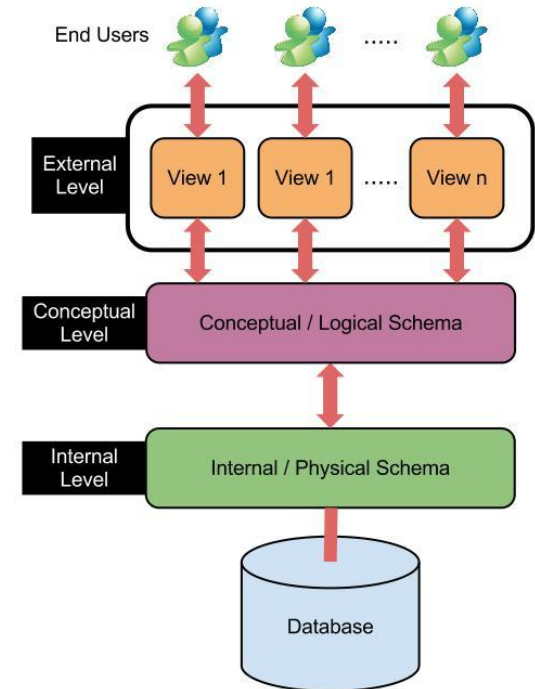 End Users
.....
External
Level
View 1
View 1
.....
View n
Conceptual
Level
Conceptual / Logical Schema
Internal
Level
Internal / Physical Schema
Database